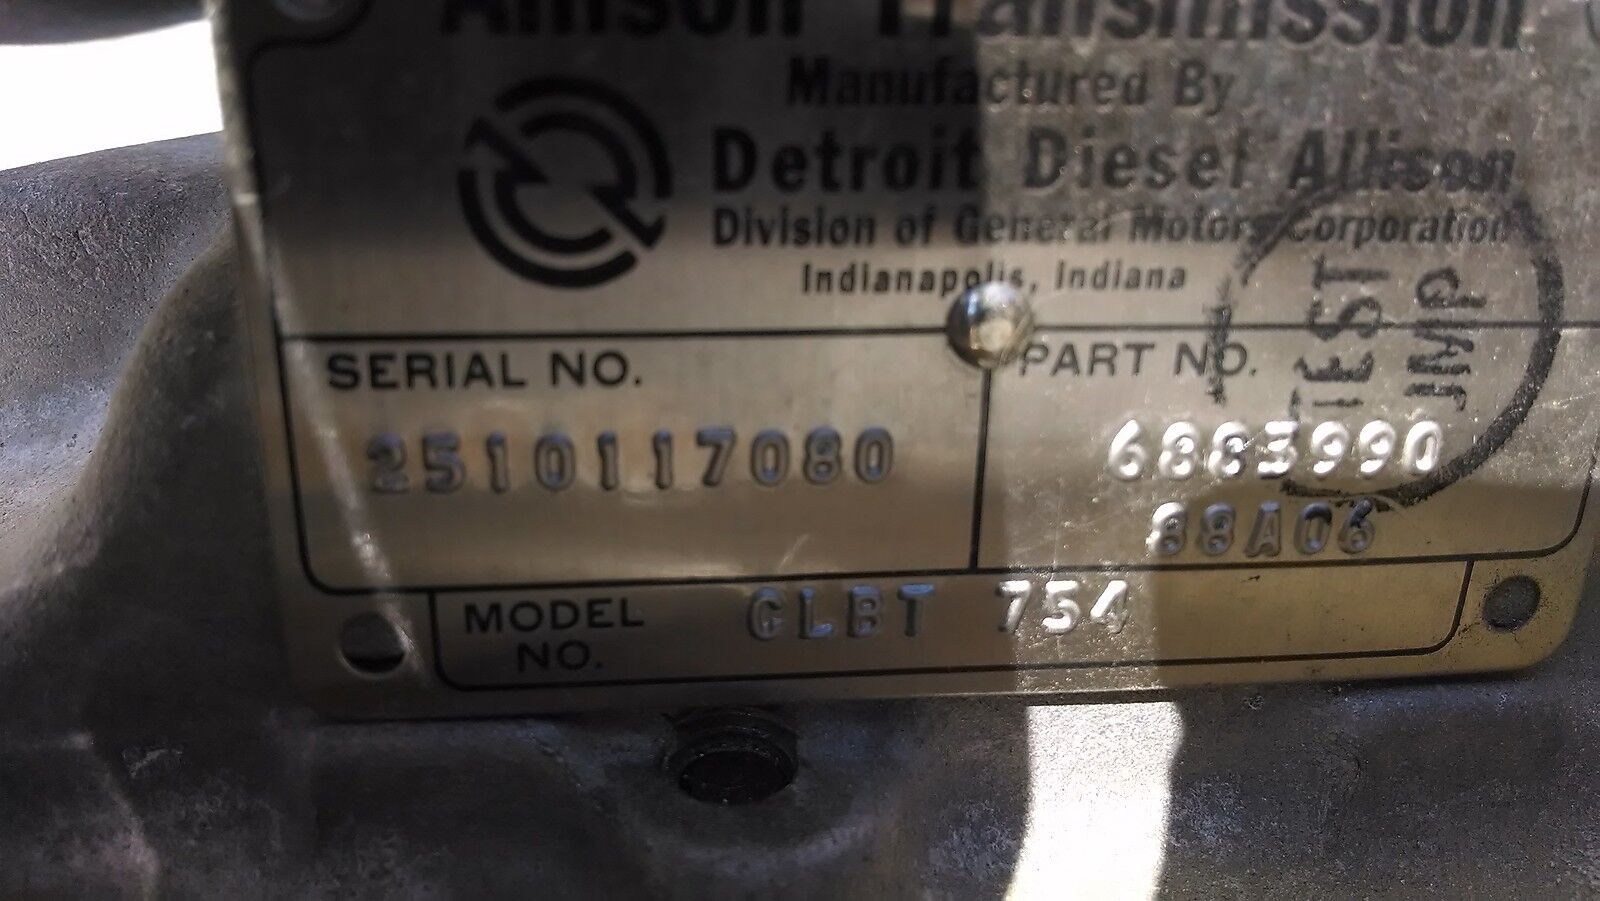 Allison Transmission
Manufactured By
Detroit Diesel Allison
Division of General Motors Corporation
Indianapolis, Indiana
SERIAL NO.
2510117080
PART NO.
6883990
88A06
MODEL NO.
CLBT 754
TEST
JMP